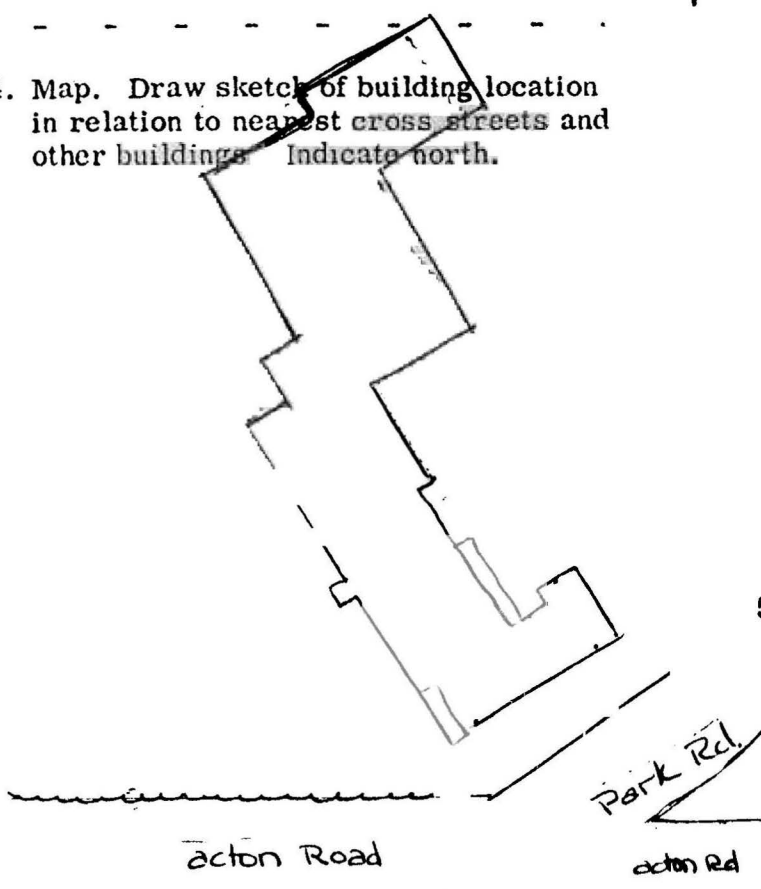 . Map. Draw sketch of building location
in relation to nearest cross streets and
other buildings Indicate north.
Park Rd.
acton Road
acton Rd